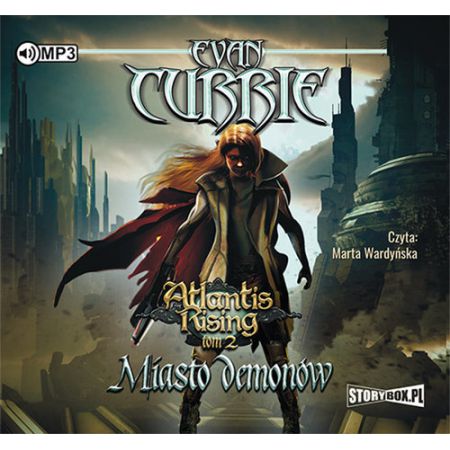 MP3
EVAN
CURRIE
Czyta:
Marta Wardyńska
Atlantis
Rising
tom 2
Miasto demonów
STORYBOX.PL